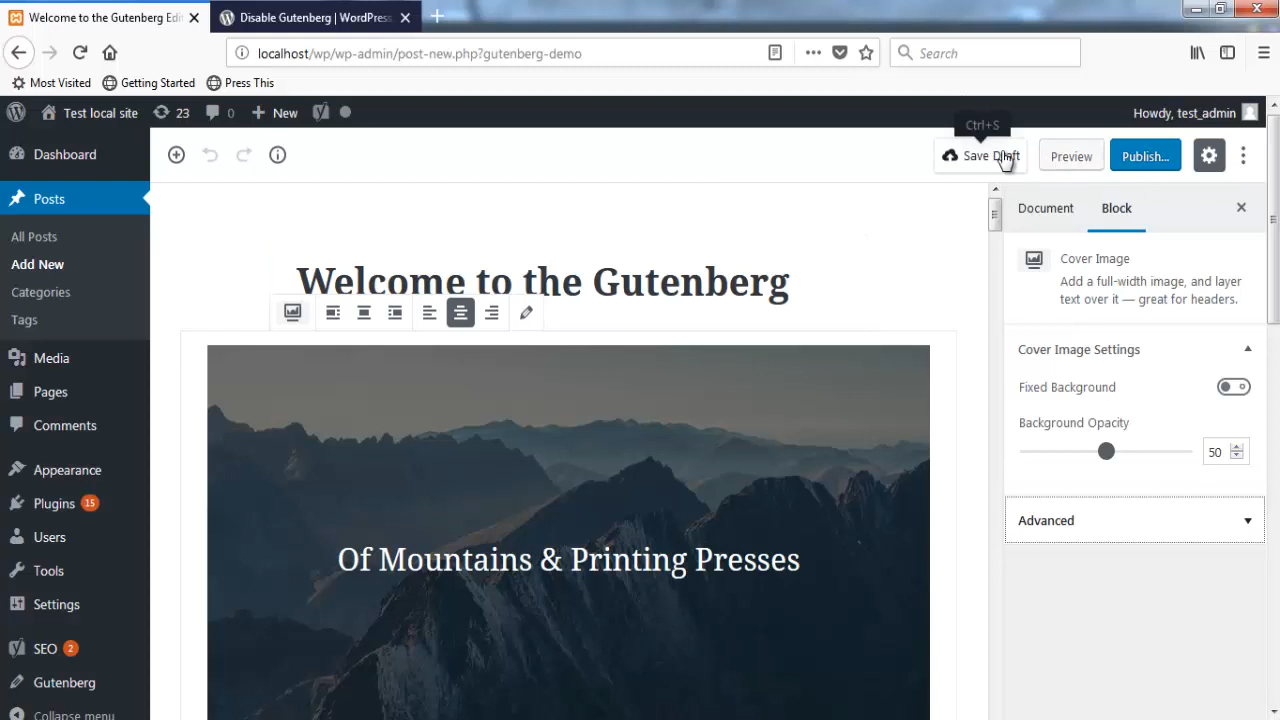 Welcome to the Gutenberg Edi
Disable Gutenberg | WordPress
localhost/wp/wp-admin/post-new.php?gutenberg-demo
Search
Most Visited
Getting Started
Press This
Test local site
23
0
New
Howdy, test_admin
Ctrl+S
Save Draft
Preview
Publish...
Dashboard
Posts
All Posts
Add New
Categories
Tags
Media
Pages
Comments
Appearance
Plugins 15
Users
Tools
Settings
SEO 2
Gutenberg
Collapse menu
Welcome to the Gutenberg
Of Mountains & Printing Presses
Document
Block
Cover Image
Add a full-width image, and layer
text over it — great for headers.
Cover Image Settings
Fixed Background
Background Opacity
50
Advanced